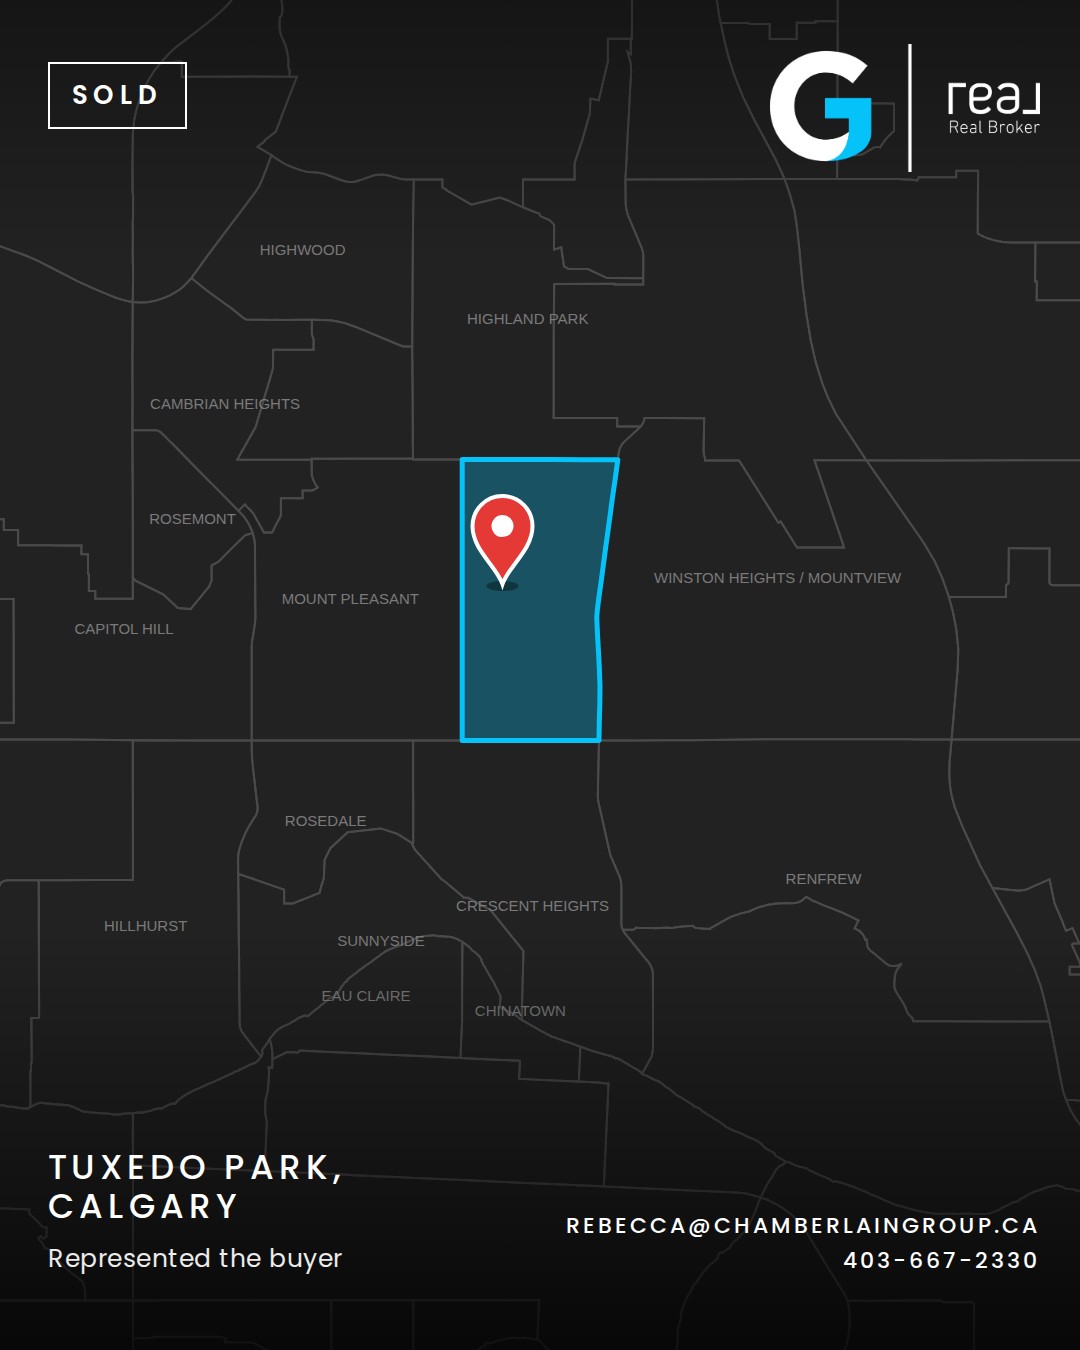 SOLD
real
Real Broker
HIGHWOOD
HIGHLAND PARK
CAMBRIAN HEIGHTS
ROSEMONT
WINSTON HEIGHTS / MOUNTVIEW
MOUNT PLEASANT
CAPITOL HILL
ROSEDALE
RENFREW
CRESCENT HEIGHTS
HILLHURST
SUNNYSIDE
EAU CLAIRE
CHINATOWN
TUXEDO PARK,
CALGARY
Represented the buyer
REBECCA@CHAMBERLAINGROUP.CA
403-667-2330